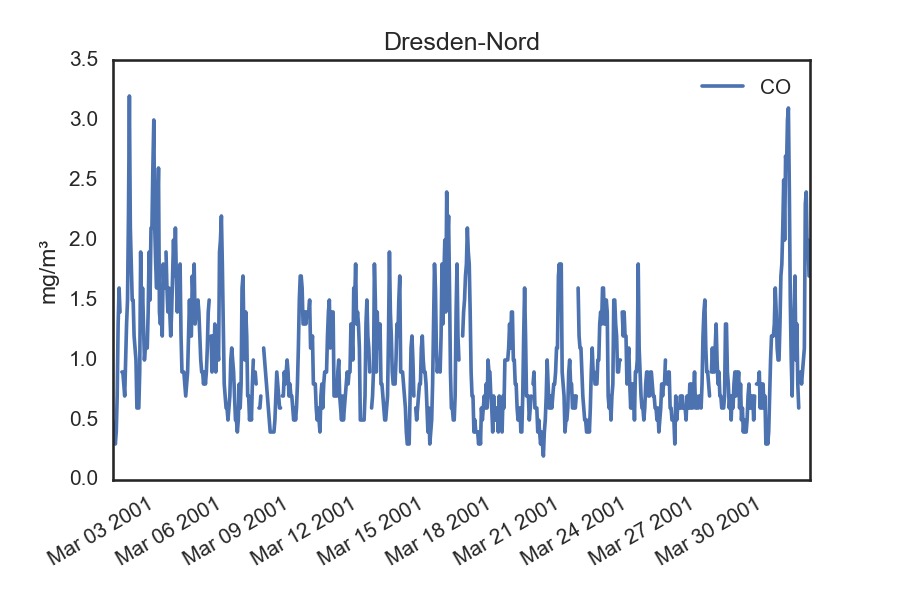 Dresden-Nord
3.5
3.0
2.5
2.0
1.5
1.0
0.5
0.0
mg/m³
CO
Mar 03 2001
Mar 06 2001
Mar 09 2001
Mar 12 2001
Mar 15 2001
Mar 18 2001
Mar 21 2001
Mar 24 2001
Mar 27 2001
Mar 30 2001